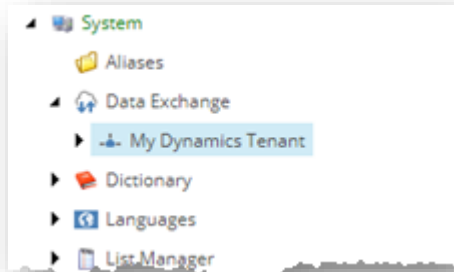 System
Aliases
Data Exchange
My Dynamics Tenant
Dictionary
Languages
List Manager